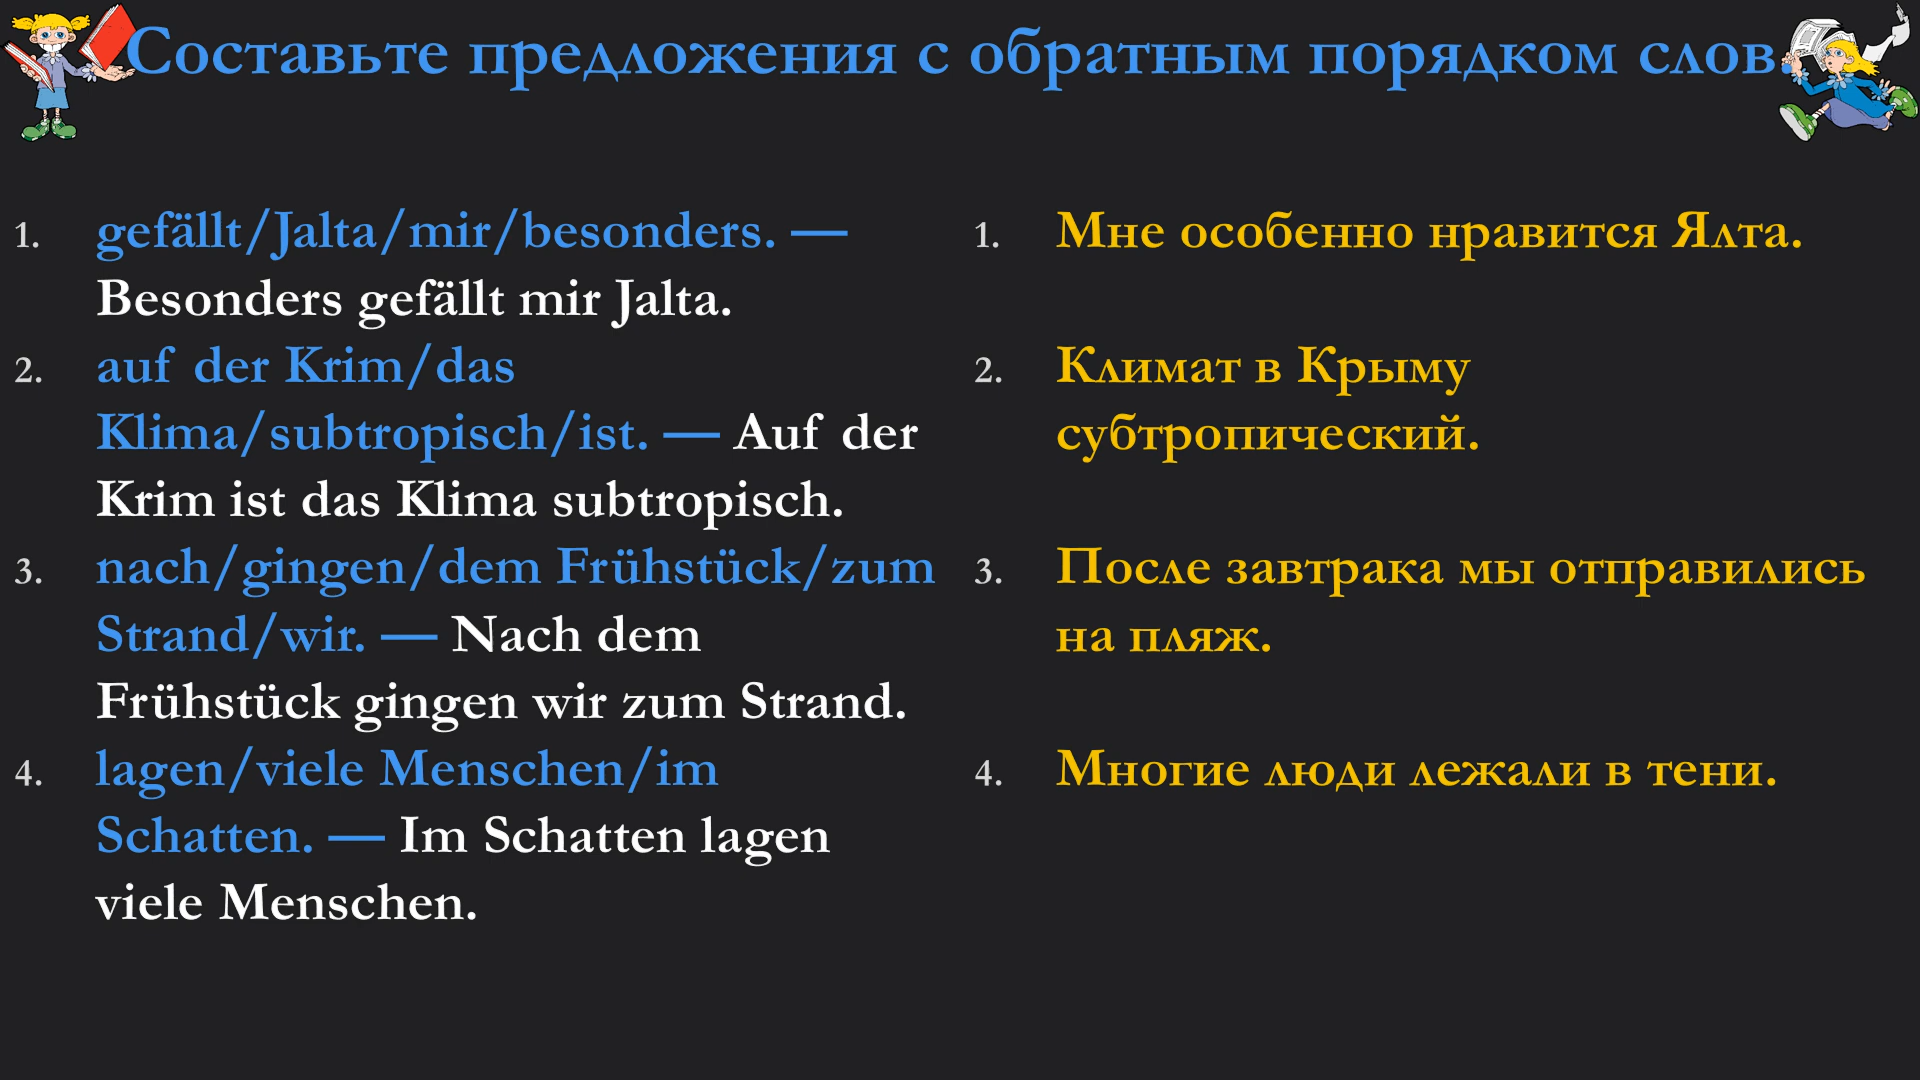 Составьте предложения с обратным порядком слов.
1. gefällt/Jalta/mir/besonders. —
Besonders gefällt mir Jalta.
2. auf der Krim/das
Klima/subtropisch/ist. — Auf der
Krim ist das Klima subtropisch.
3. nach/gingen/dem Frühstück/zum
Strand/wir. — Nach dem
Frühstück gingen wir zum Strand.
4. lagen/viele Menschen/im
Schatten. — Im Schatten lagen
viele Menschen.
1. Мне особенно нравится Ялта.
2. Климат в Крыму
субтропический.
3. После завтрака мы отправились
на пляж.
4. Многие люди лежали в тени.